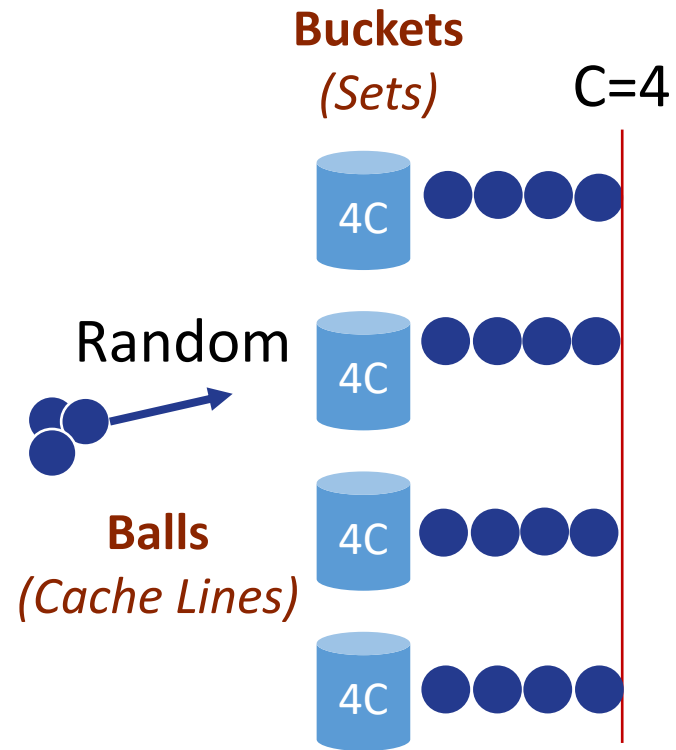 Buckets
(Sets)
C=4
4C
Random
4C
4C
Balls
(Cache Lines)
4C